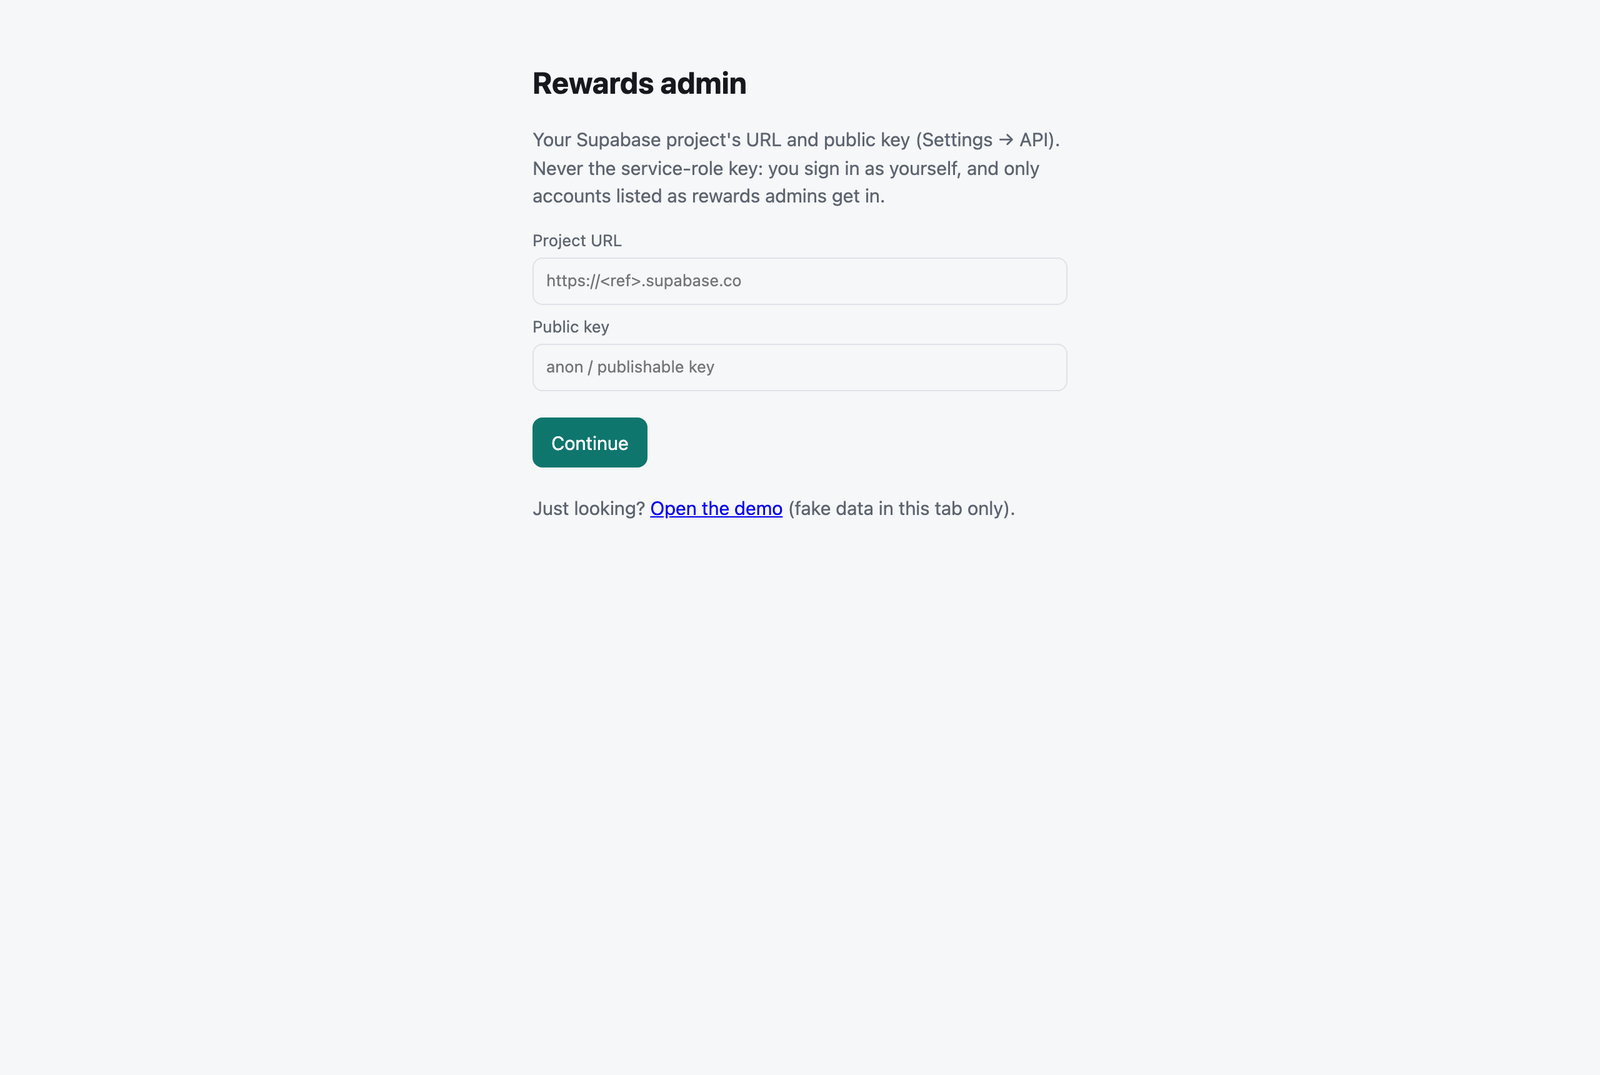 Rewards admin
Your Supabase project's URL and public key (Settings → API).
Never the service-role key: you sign in as yourself, and only
accounts listed as rewards admins get in.
Project URL
https://<ref>.supabase.co
Public key
anon / publishable key
Continue
Just looking? Open the demo (fake data in this tab only).